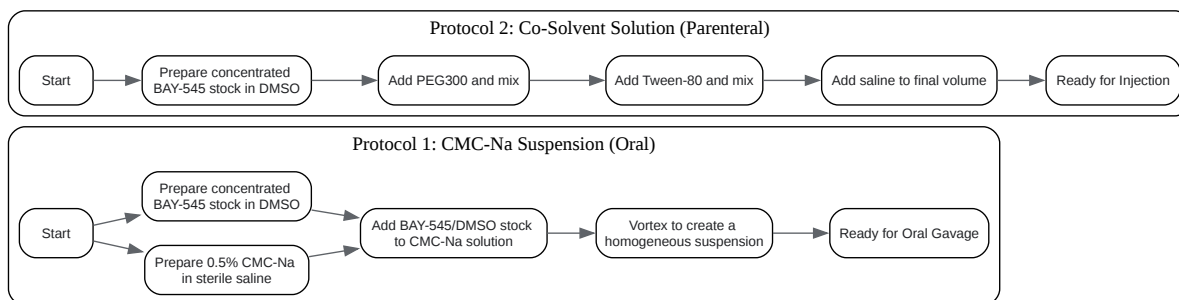 Protocol 2: Co-Solvent Solution (Parenteral)
Start
Prepare concentrated
BAY-545 stock in DMSO
Add PEG300 and mix
Add Tween-80 and mix
Add saline to final volume
Ready for Injection
Protocol 1: CMC-Na Suspension (Oral)
Start
Prepare concentrated
BAY-545 stock in DMSO
Prepare 0.5% CMC-Na
in sterile saline
Add BAY-545/DMSO stock
to CMC-Na solution
Vortex to create a
homogeneous suspension
Ready for Oral Gavage